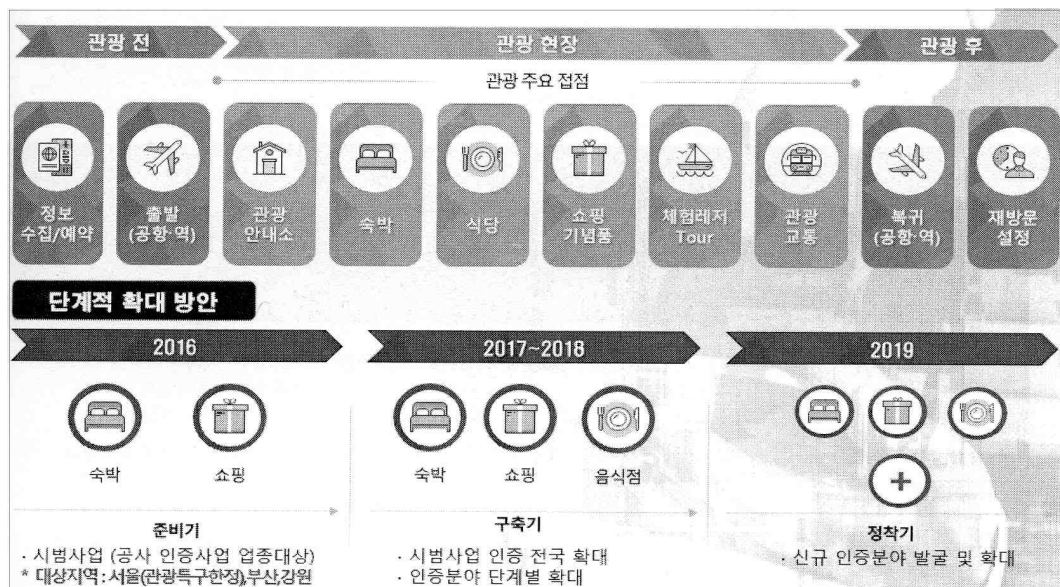 관광 전
관광 현장
관광 후
관광 주요 접점
정보
수집/예약
출발
(공항·역)
관광
안내소
숙박
식당
쇼핑
기념품
체험레저
Tour
관광
교통
복귀
(공항·역)
재방문
설정
단계적 확대 방안
2016
2017~2018
2019
숙박
쇼핑
숙박
쇼핑
음식점
준비기
· 시범사업 (공사 인증사업 업종대상)
* 대상지역 : 서울(관광특구한정),부산,강원
구축기
· 시범사업 인증 전국 확대
· 인증분야 단계별 확대
정착기
· 신규 인증분야 발굴 및 확대